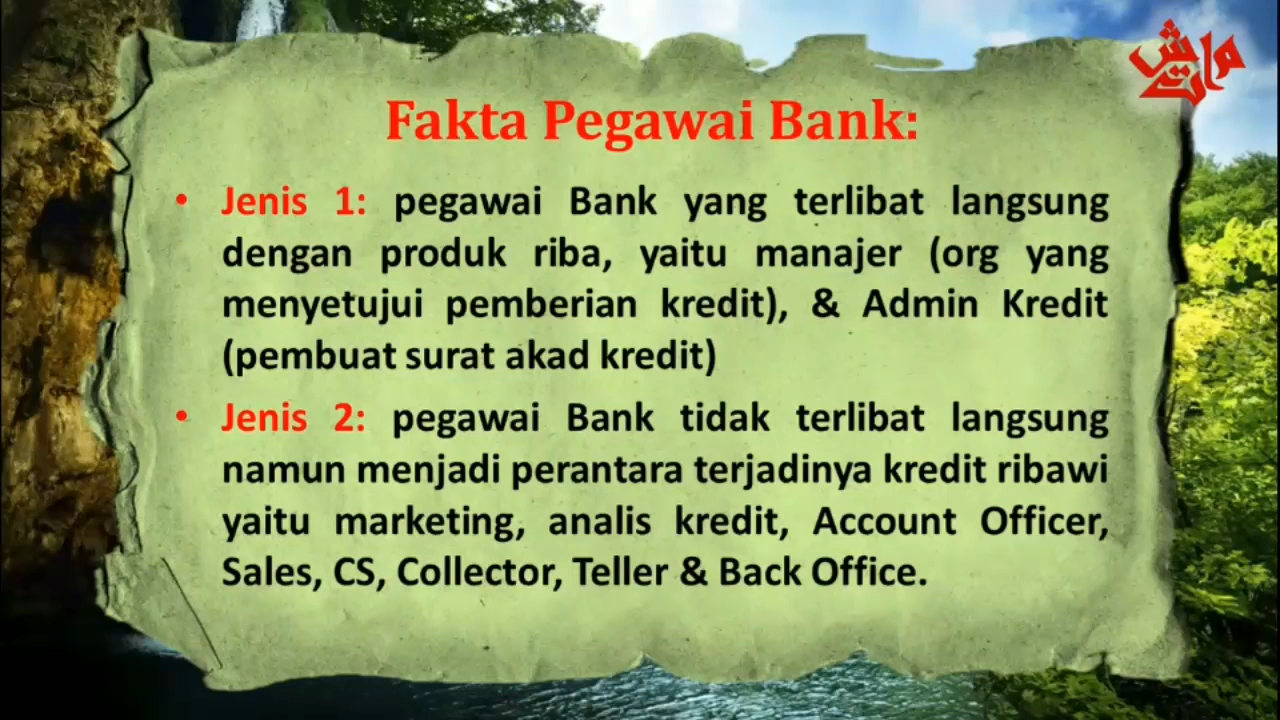 Fakta Pegawai Bank:
• Jenis 1: pegawai Bank yang terlibat langsung
dengan produk riba, yaitu manajer (org yang
menyetujui pemberian kredit), & Admin Kredit
(pembuat surat akad kredit)
• Jenis 2: pegawai Bank tidak terlibat langsung
namun menjadi perantara terjadinya kredit ribawi
yaitu marketing, analis kredit, Account Officer,
Sales, CS, Collector, Teller & Back Office.